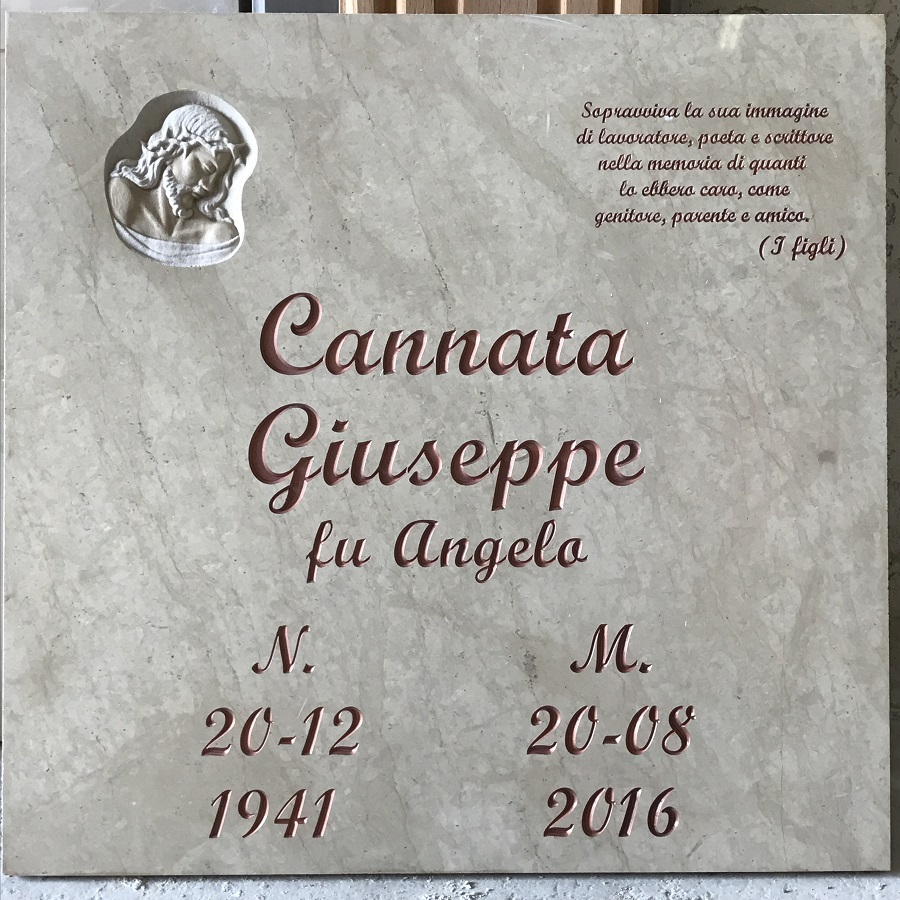 Sopravviva la sua immagine
di lavoratore, poeta e scrittore
nella memoria di quanti
lo ebbero caro, come
genitore, parente e amico.
(I figli)
Cannata
Giuseppe
fu Angelo
N. M.
20-12 20-08
1941 2016